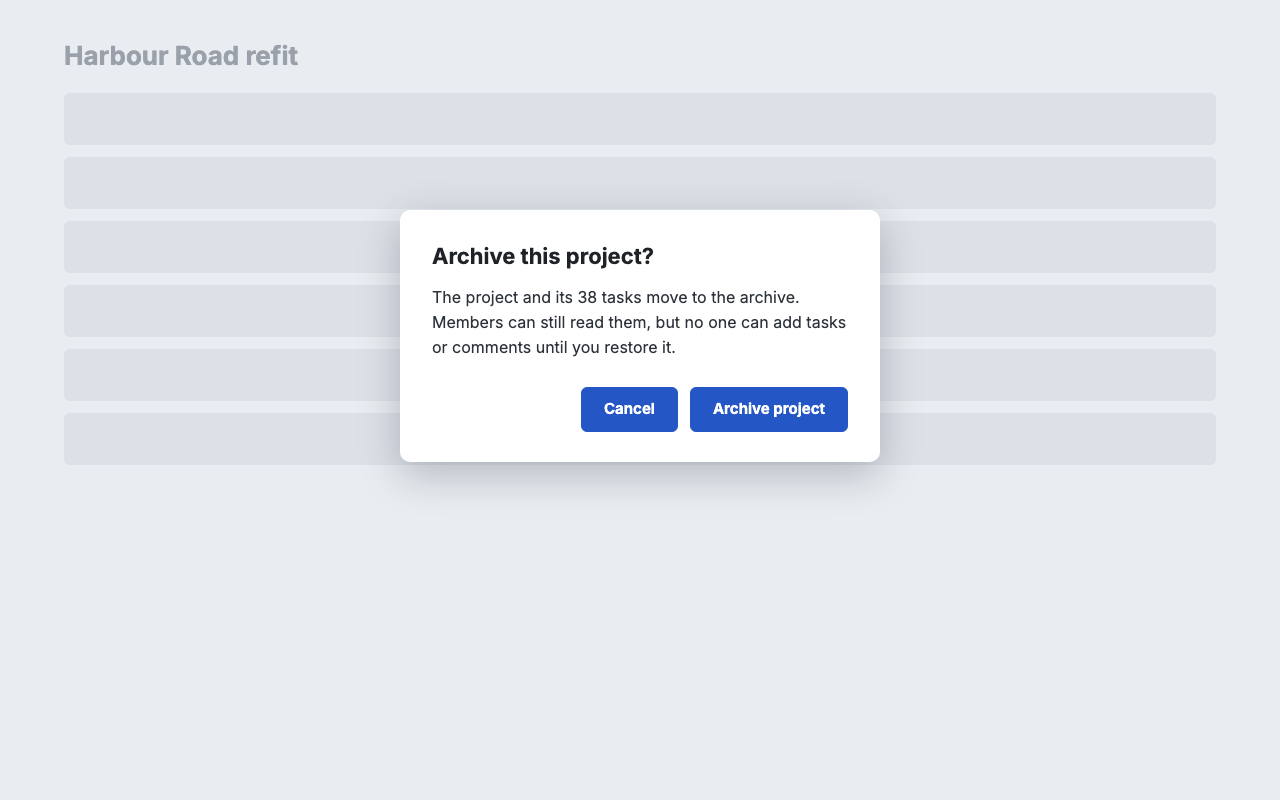 Harbour Road refit
Archive this project?
The project and its 38 tasks move to the archive.
Members can still read them, but no one can add tasks
or comments until you restore it.
Cancel
Archive project